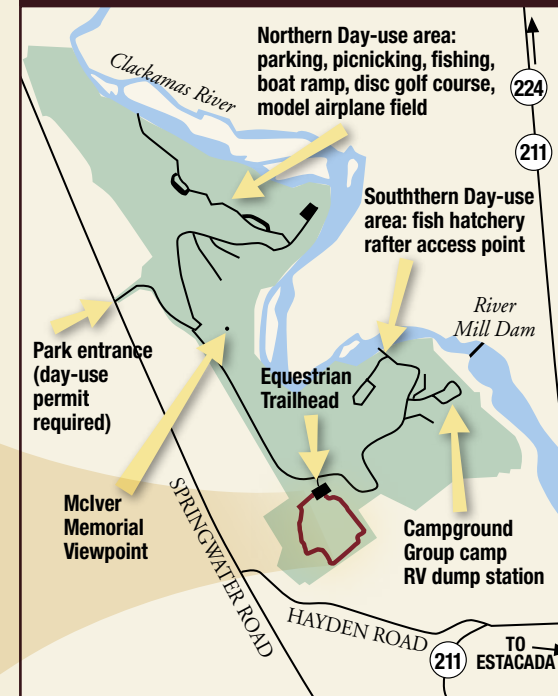 Northern Day-use area:
parking, picnicking, fishing,
boat ramp, disc golf course,
model airplane field
Clackamas River
224
211
Souththern Day-use
area: fish hatchery
rafter access point
River
Mill Dam
Park entrance
(day-use
permit
required)
Equestrian
Trailhead
McIver
Memorial
Viewpoint
SPRINGWATER ROAD
Campground
Group camp
RV dump station
HAYDEN ROAD
211
TO
ESTACADA